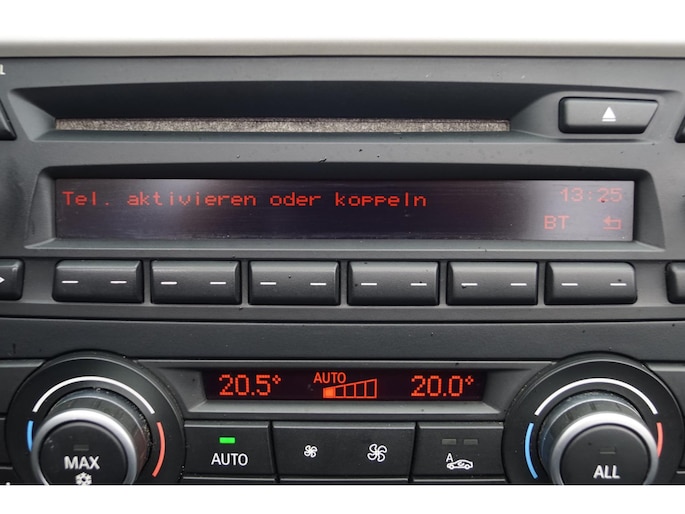 L
Tel. aktivieren oder koppeln 13:25
BT
20.5° AUTO 20.0°
AUTO
A
MAX
ALL